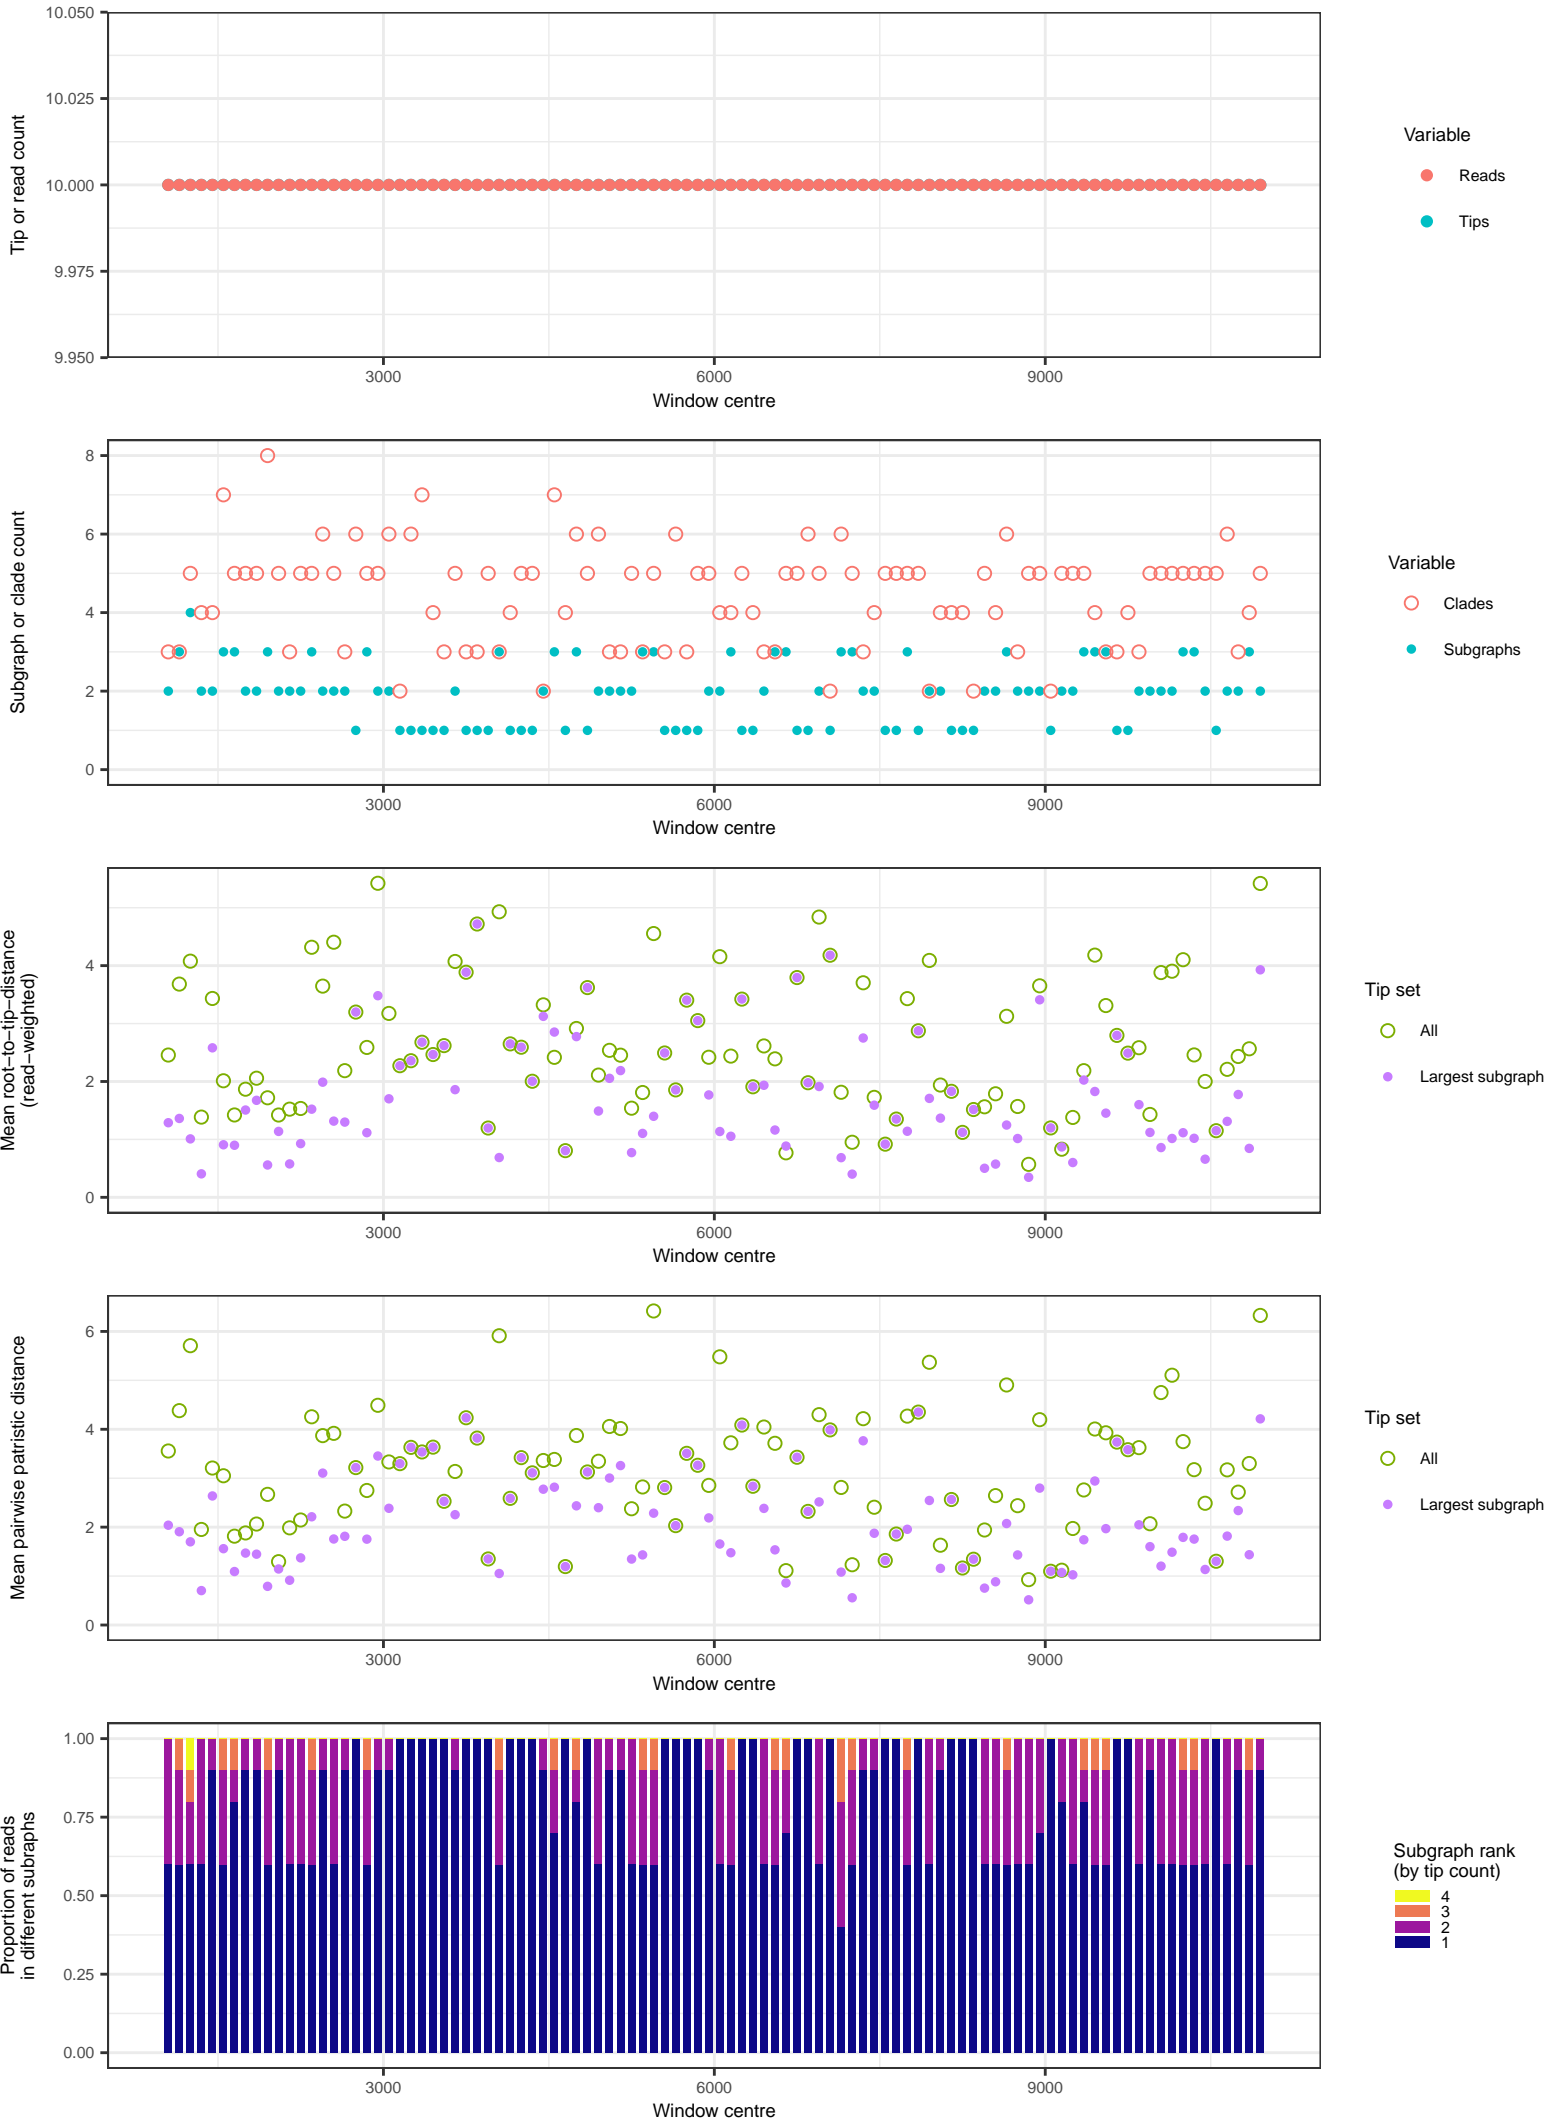 10.050
10.025
10.000
9.975
9.950
Tip or read count
3000 6000 9000
Window centre
Variable
Reads
Tips
8
6
4
2
0
Subgraph or clade count
3000 6000 9000
Window centre
Variable
Clades
Subgraphs
4
2
0
Mean root−to−tip−distance
(read−weighted)
3000 6000 9000
Window centre
Tip set
All
Largest subgraph
6
4
2
0
Mean pairwise patristic distance
3000 6000 9000
Window centre
Tip set
All
Largest subgraph
1.00
0.75
0.50
0.25
0.00
Proportion of reads
in different subraphs
3000 6000 9000
Window centre
Subgraph rank
(by tip count)
4
3
2
1